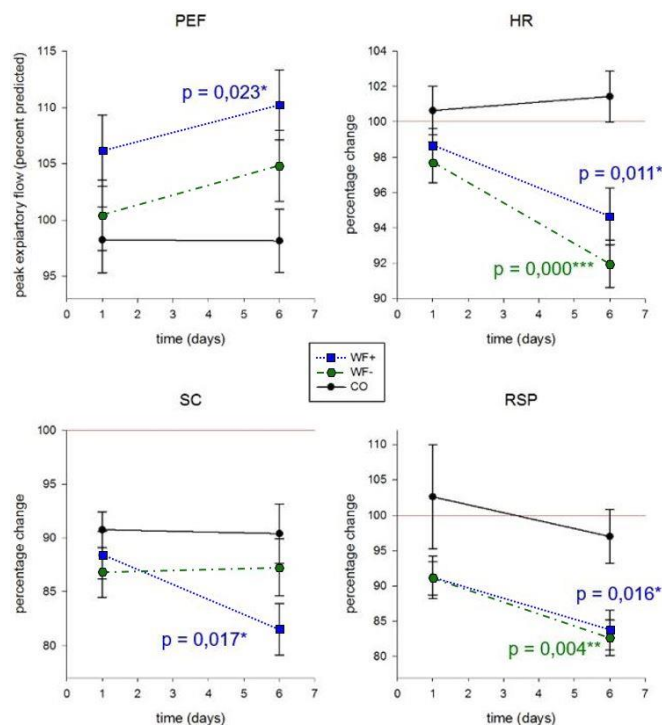 PEF
peak expiartory flow (percent predicted)
115
110
105
100
95
p = 0,023*
0 1 2 3 4 5 6 7
time (days)
HR
percentage change
104
102
100
98
96
94
92
90
p = 0,011*
p = 0,000***
0 1 2 3 4 5 6 7
time (days)
WF+
WF-
CO
SC
percentage change
100
95
90
85
80
p = 0,017*
0 1 2 3 4 5 6 7
time (days)
RSP
percentage change
110
105
100
95
90
85
80
p = 0,016*
p = 0,004**
0 1 2 3 4 5 6 7
time (days)